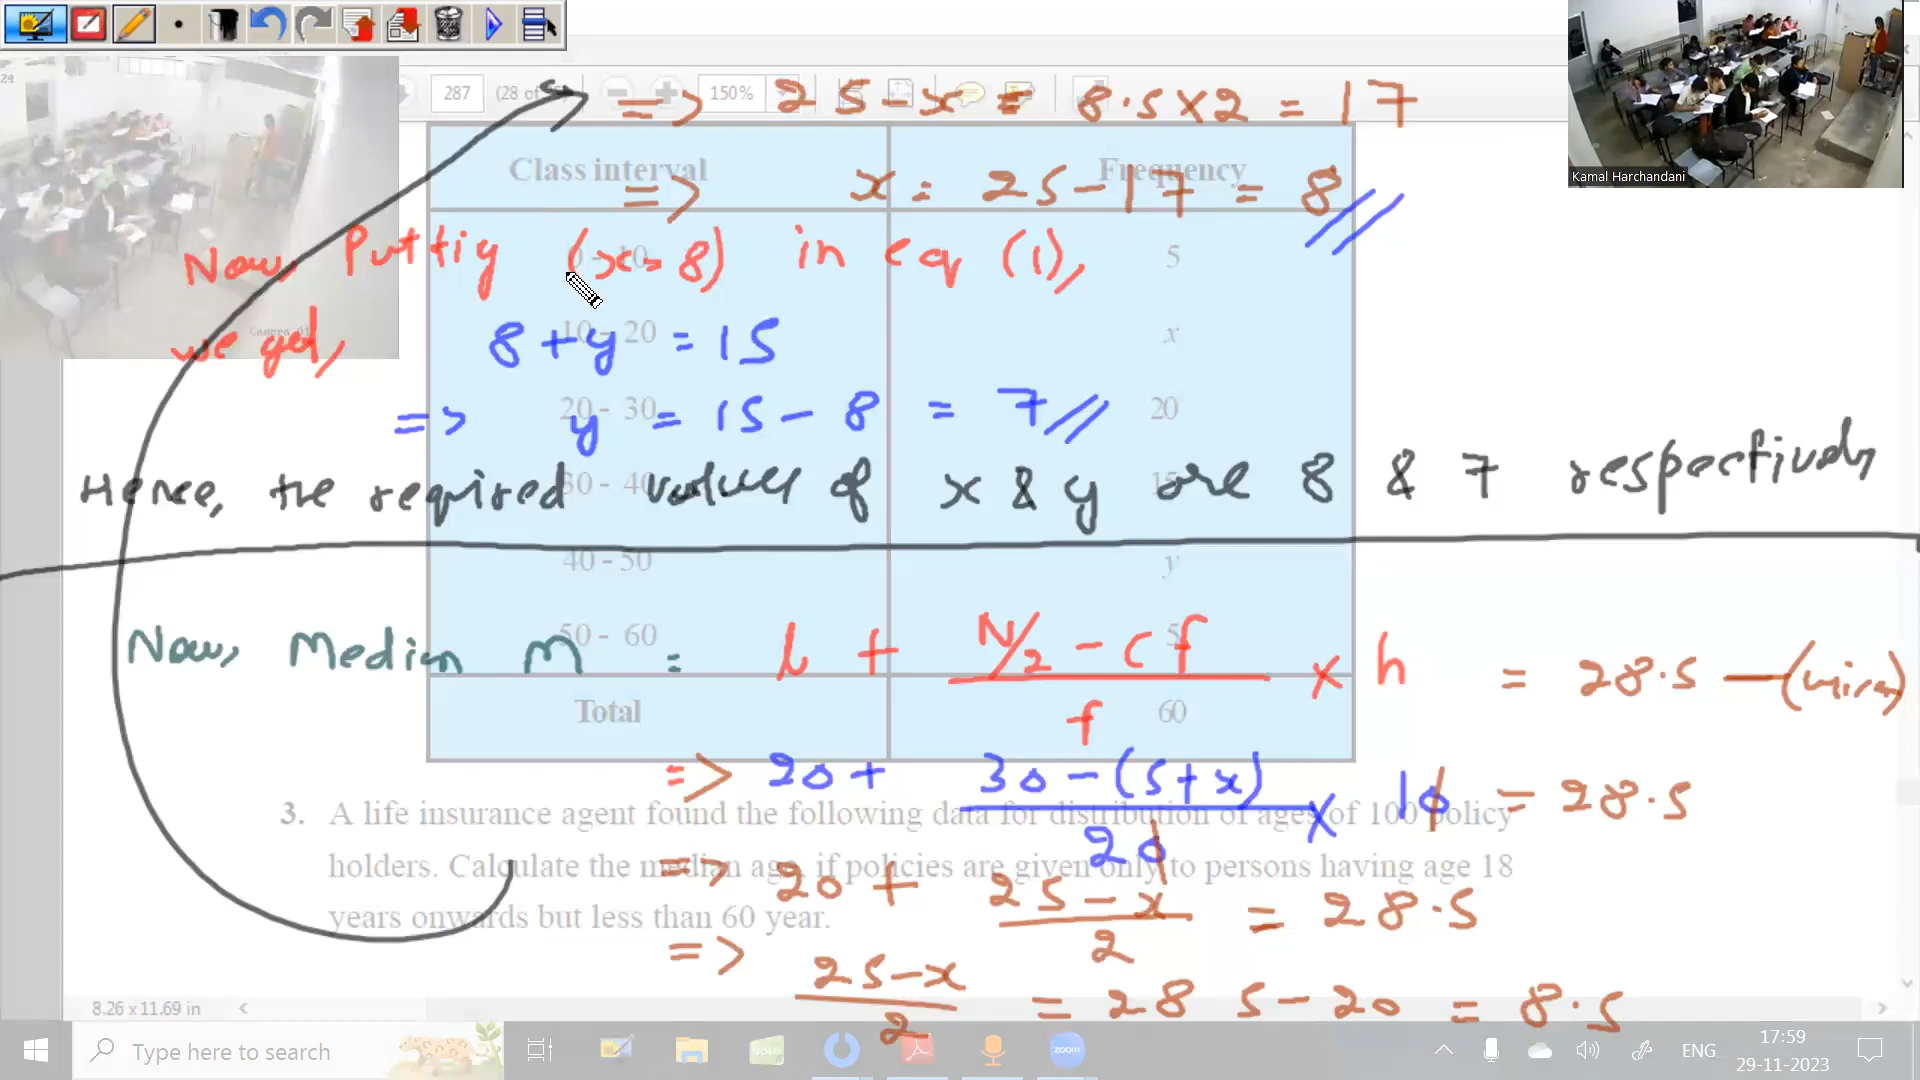 287 (28 of 150%
=> 25-x = 8.5x2 = 17
Class interval Frequency
=> x = 25-17 = 8
Kamal Harchandani
Now, Puttig (x=8) in eq (1),
0 - 10 5
we get,
8+y = 15
10 - 20 x
=> y = 15 - 8 = 7
20 - 30 20
Hence, the required values of x & y are 8 & 7 respectively
30 - 40 15
40 - 50 y
Now, Median m = l + N/2 - cf / f x h = 28.5
50 - 60 5
Total 60
=> 20+ 30-(5+x) / 20 x 10 = 28.5
3. A life insurance agent found the following data for distribution of ages of 100 policy
holders. Calculate the median age, if policies are given only to persons having age 18
years onwards but less than 60 year.
=> 20 + 25-x / 2 = 28.5
=> 25-x / 2 = 28 5-20 = 8.5
8.26 x 11.69 in
Type here to search
zoom
ENG
17:59
29-11-2023